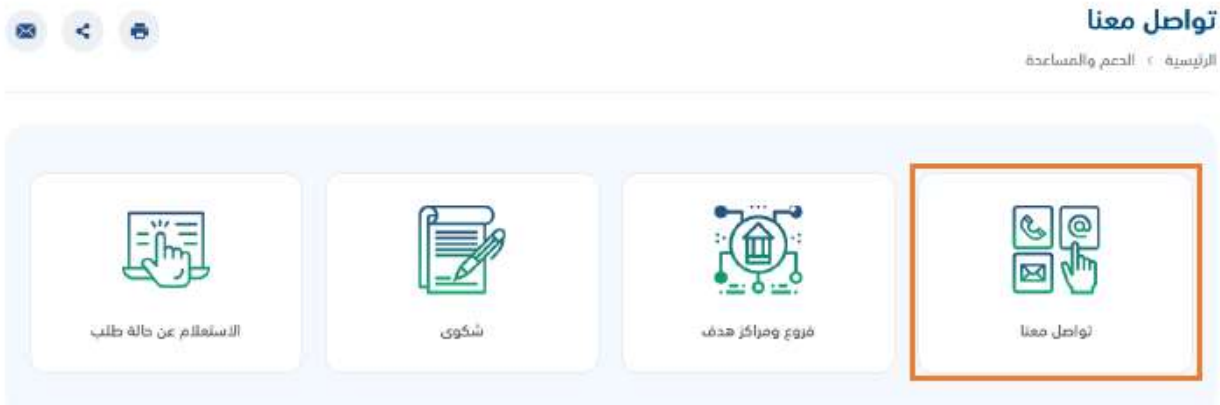 تواصل معنا
الرئيسية › الدعم والمساعدة
تواصل معنا
فروع ومراكز هدف
شكوى
الاستعلام عن حالة طلب